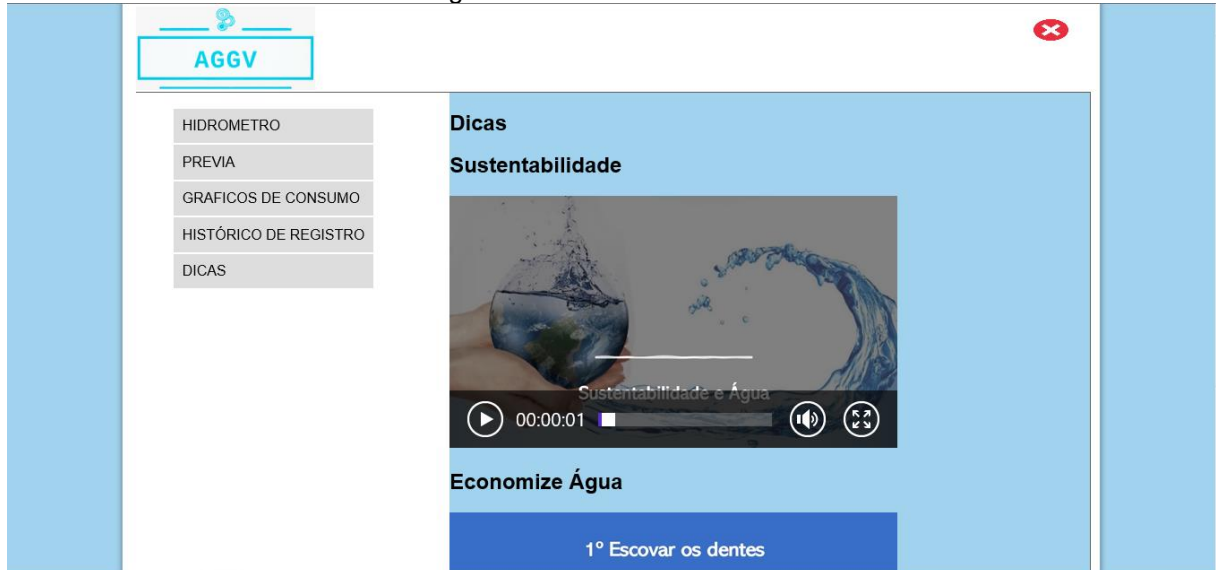 AGGV
HIDROMETRO
PREVIA
GRAFICOS DE CONSUMO
HISTÓRICO DE REGISTRO
DICAS
Dicas
Sustentabilidade
Sustentabilidade e Água
00:00:01
Economize Água
1º Escovar os dentes